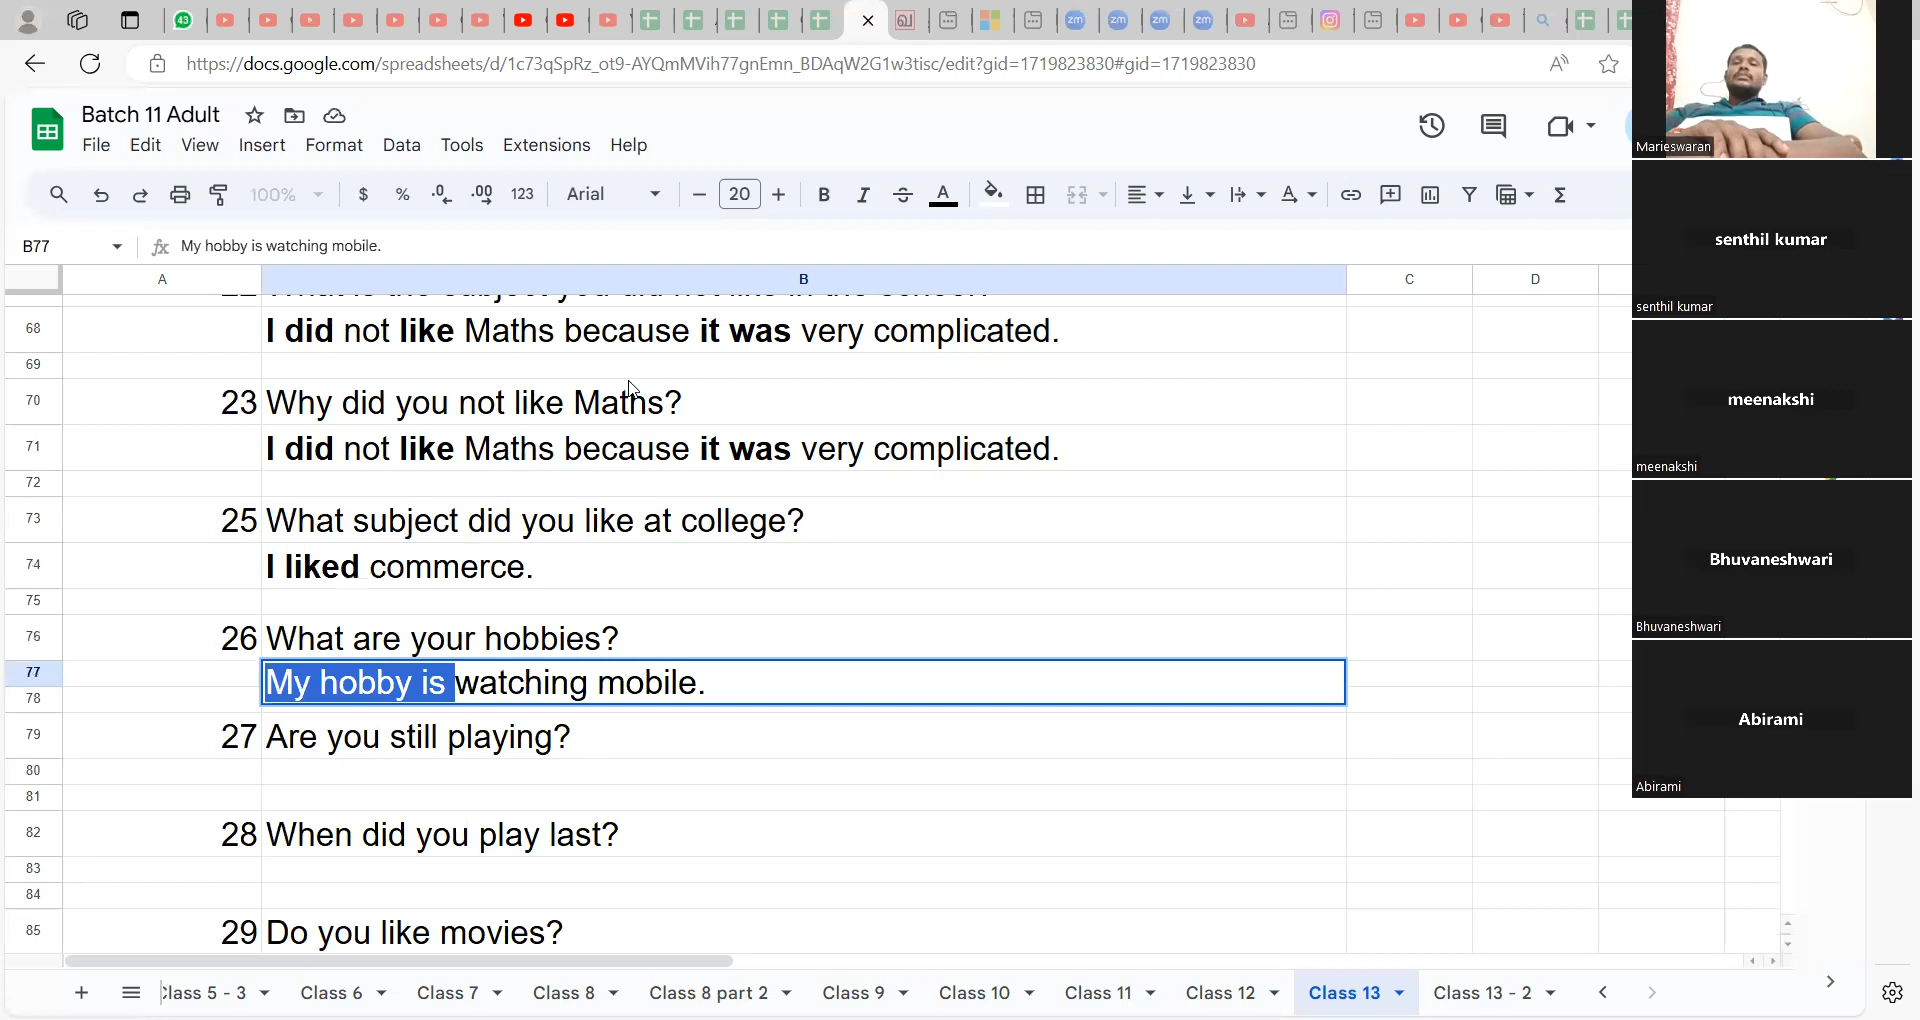 43
https://docs.google.com/spreadsheets/d/1c73qSpRz_ot9-AYQmMVih77gnEmn_BDAqW2G1w3tisc/edit?gid=1719823830#gid=1719823830
Batch 11 Adult
File Edit View Insert Format Data Tools Extensions Help
100% $ % .0 .00 123 Arial 20 B I A Σ
B77 fx My hobby is watching mobile.
A B C D
68 I did not like Maths because it was very complicated.
69
70 23 Why did you not like Maths?
71 I did not like Maths because it was very complicated.
72
73 25 What subject did you like at college?
74 I liked commerce.
75
76 26 What are your hobbies?
77 My hobby is watching mobile.
78
79 27 Are you still playing?
80
81
82 28 When did you play last?
83
84
85 29 Do you like movies?
Class 5 - 3 Class 6 Class 7 Class 8 Class 8 part 2 Class 9 Class 10 Class 11 Class 12 Class 13 Class 13 - 2
Marieswaran
senthil kumar
senthil kumar
meenakshi
meenakshi
Bhuvaneshwari
Bhuvaneshwari
Abirami
Abirami